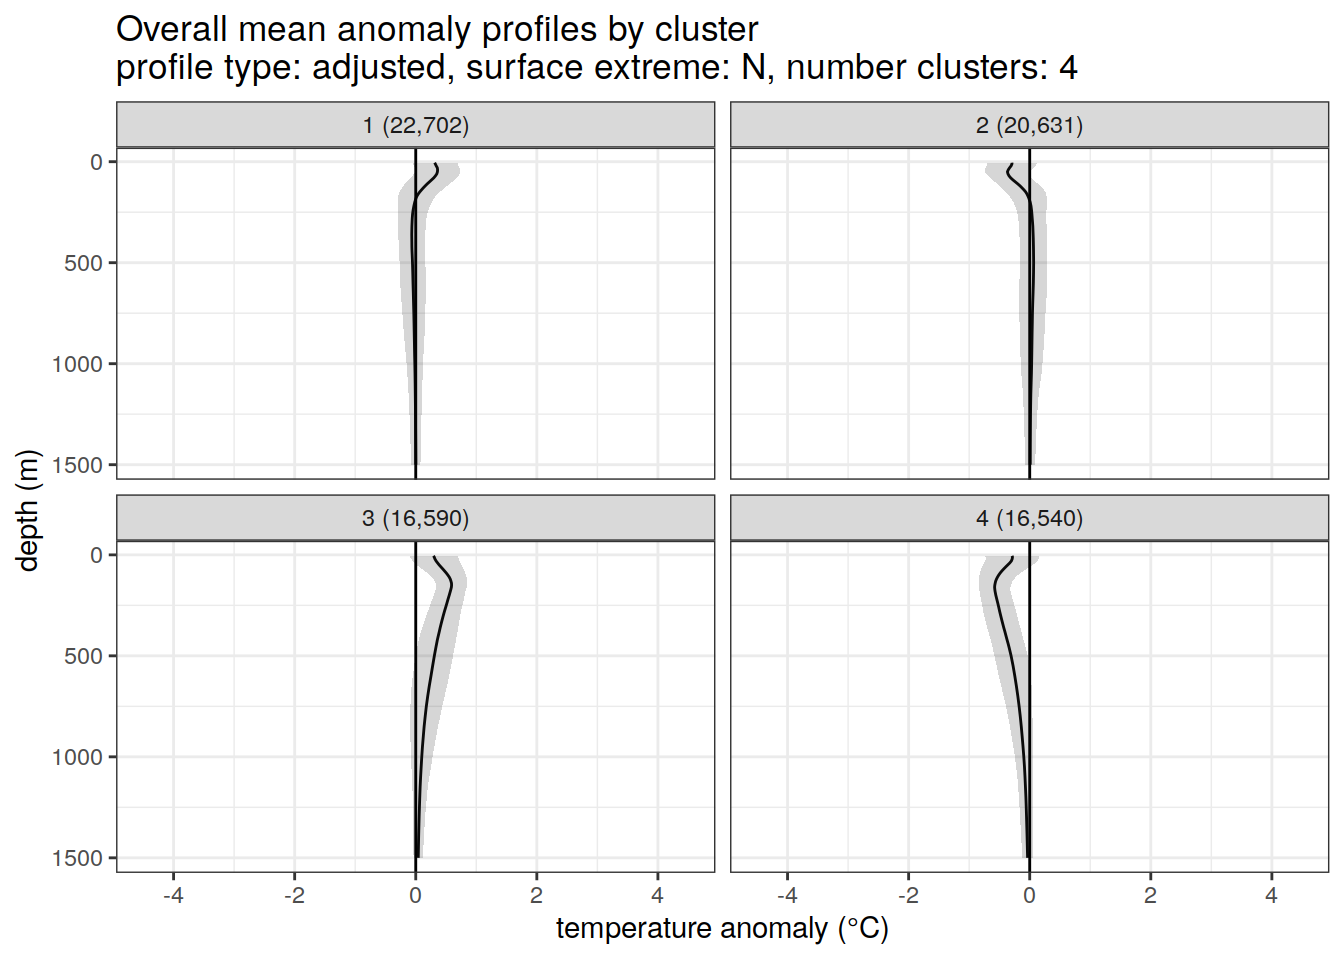 Overall mean anomaly profiles by cluster
profile type: adjusted, surface extreme: N, number clusters: 4
1 (22,702)
2 (20,631)
0
500
1000
1500
3 (16,590)
4 (16,540)
0
500
1000
1500
depth (m)
-4 -2 0 2 4
-4 -2 0 2 4
temperature anomaly (°C)